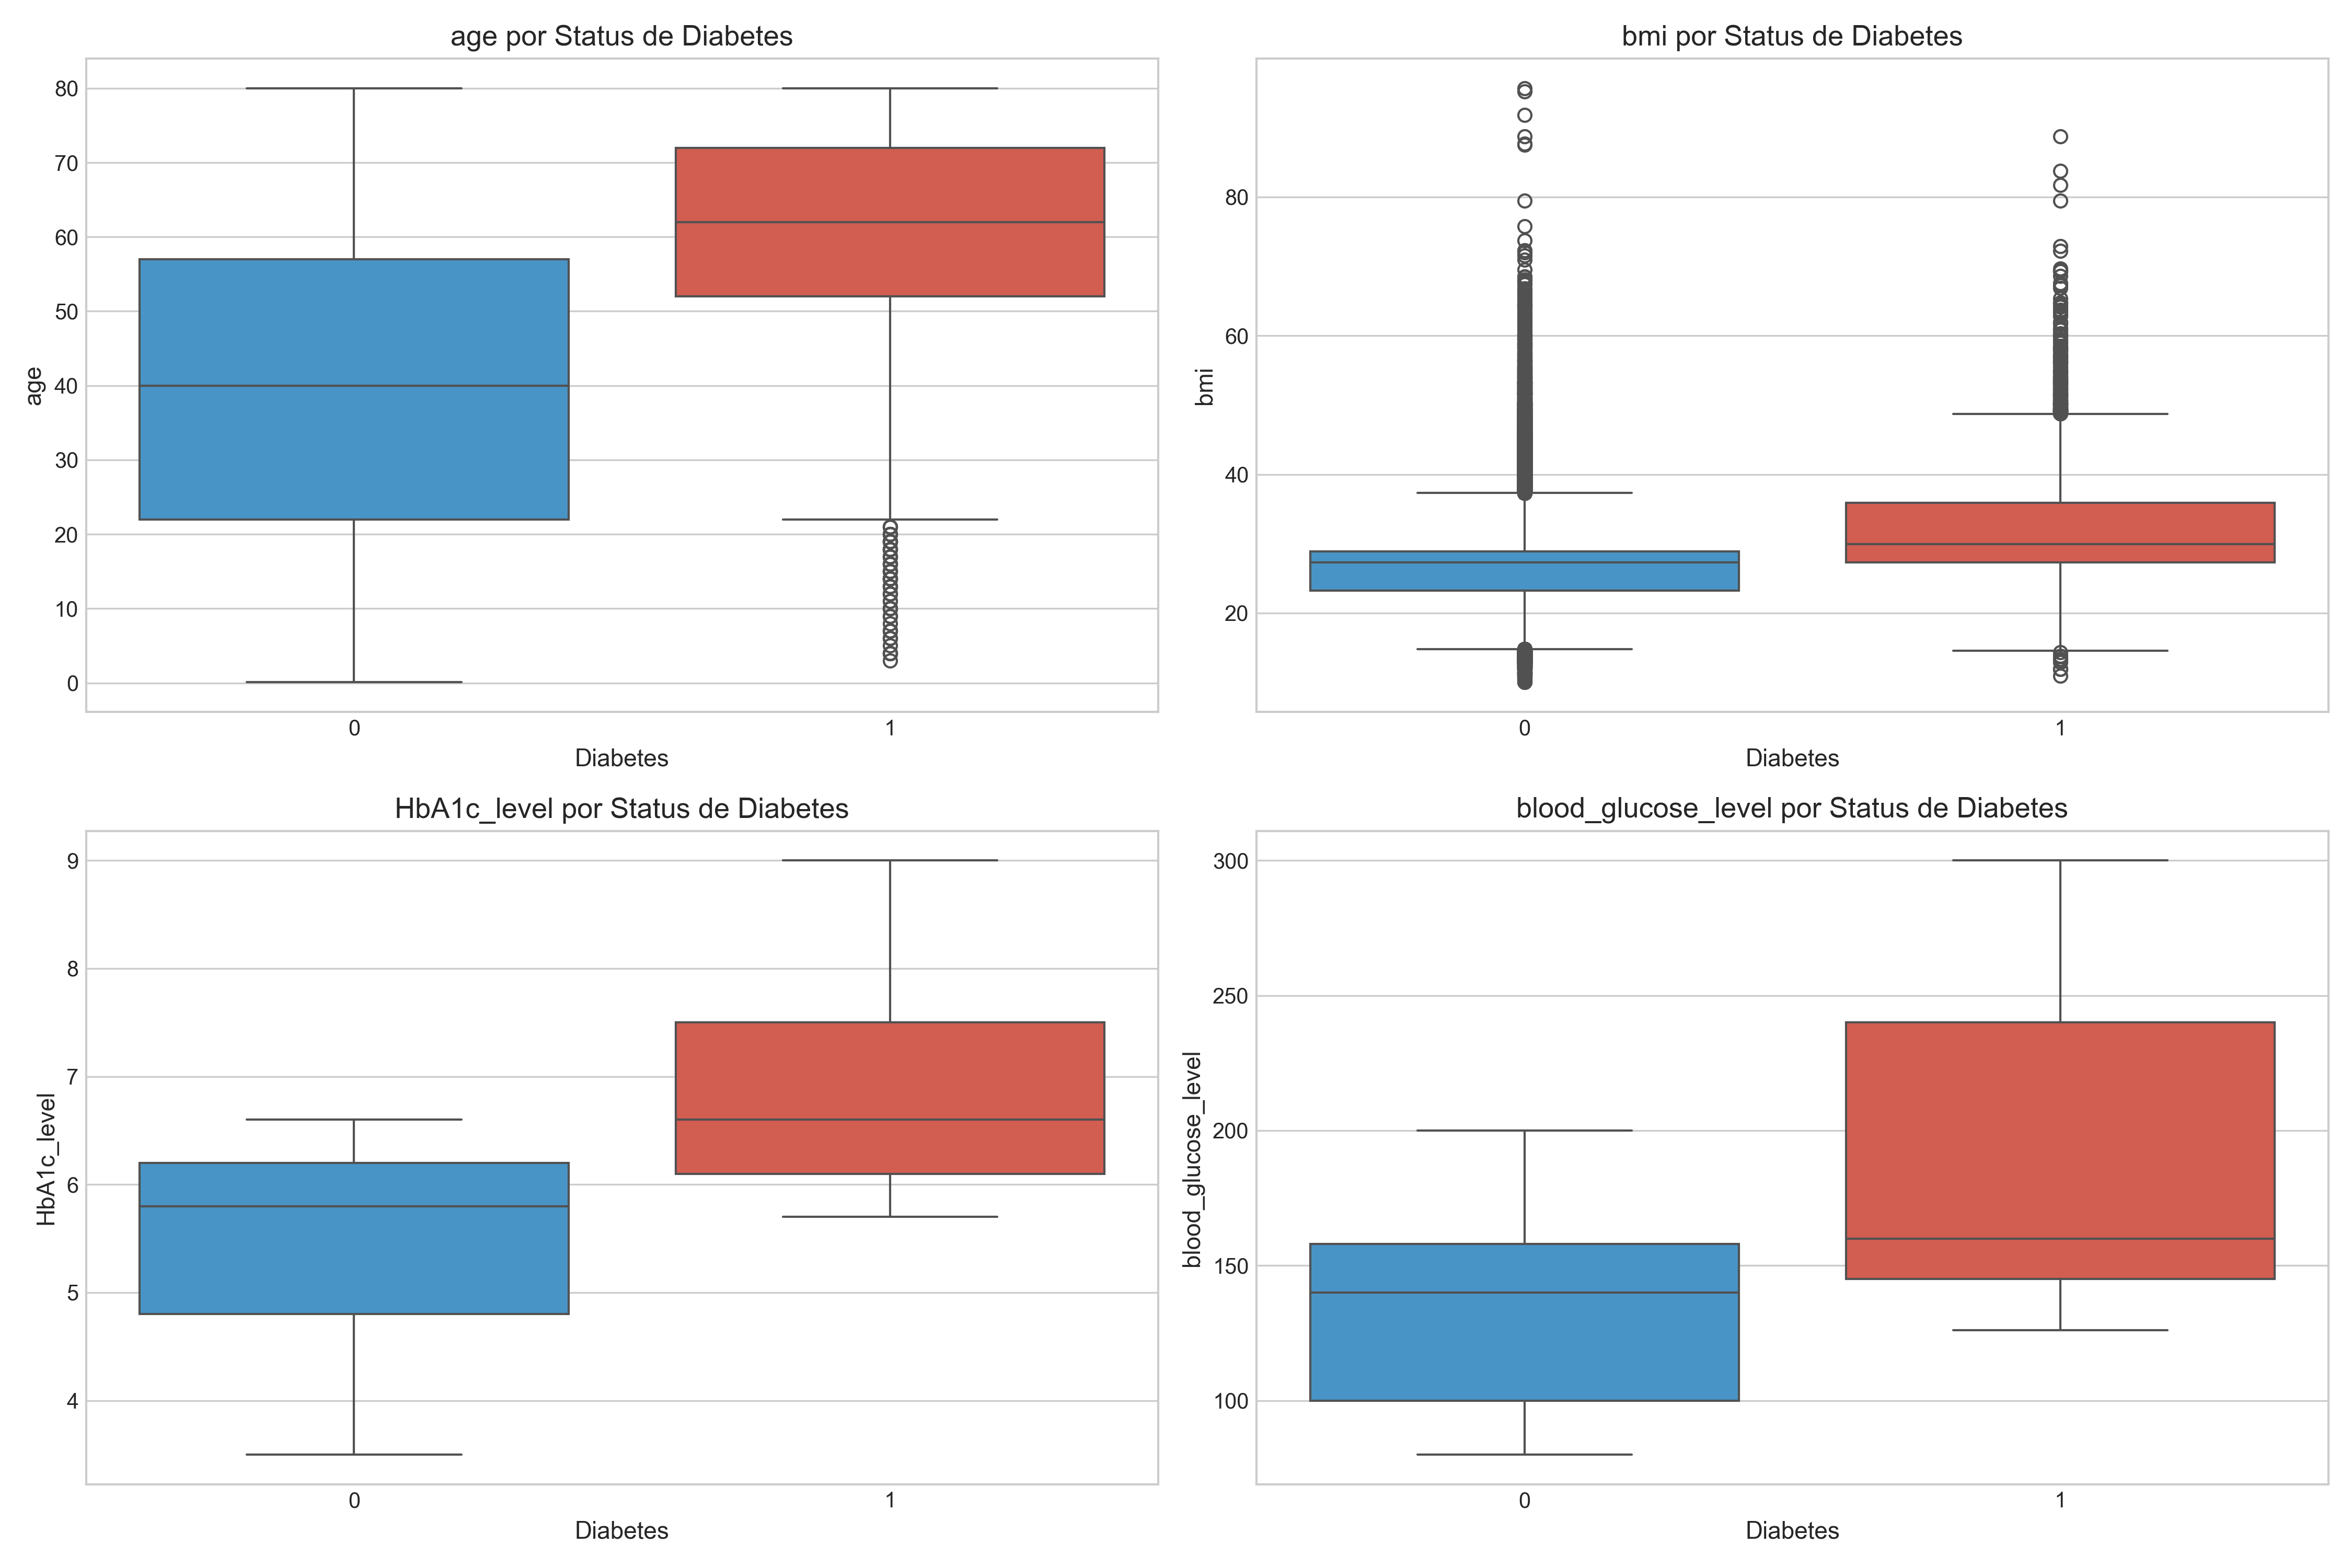 age por Status de Diabetes
80
70
60
50
40
30
20
10
0
age
0 1
Diabetes
bmi por Status de Diabetes
80
60
40
20
bmi
0 1
Diabetes
HbA1c_level por Status de Diabetes
9
8
7
6
5
4
HbA1c_level
0 1
Diabetes
blood_glucose_level por Status de Diabetes
300
250
200
150
100
blood_glucose_level
0 1
Diabetes